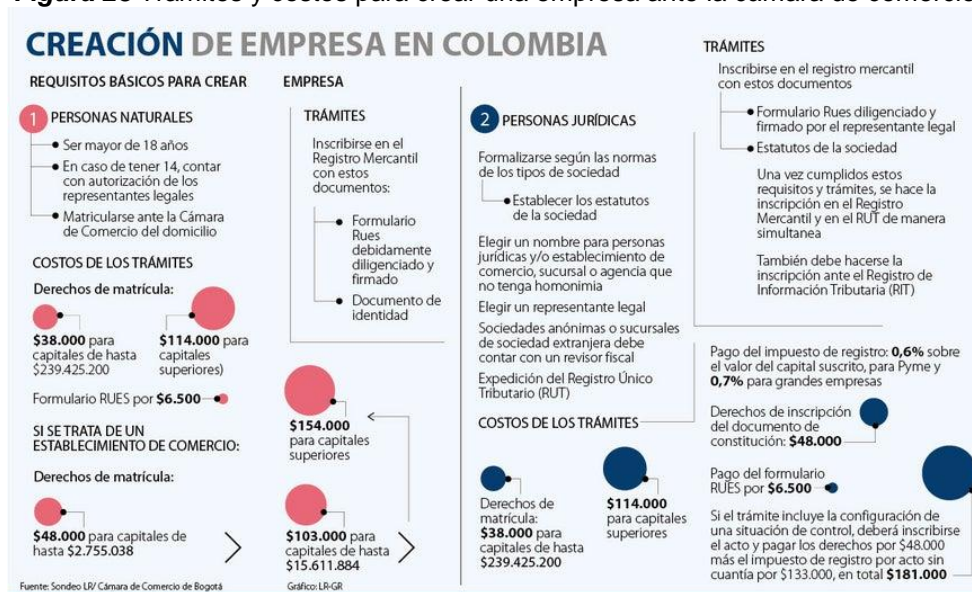 Figura 23 Trámites y costos para crear una empresa ante la cámara de comercio
CREACIÓN DE EMPRESA EN COLOMBIA
REQUISITOS BÁSICOS PARA CREAR EMPRESA
1 PERSONAS NATURALES
Ser mayor de 18 años
En caso de tener 14, contar
con autorización de los
representantes legales
Matricularse ante la Cámara
de Comercio del domicilio
COSTOS DE LOS TRÁMITES
Derechos de matrícula:
$38.000 para
capitales de hasta
$239.425.200
$114.000 para
capitales
superiores)
Formulario RUES por $6.500
SI SE TRATA DE UN
ESTABLECIMIENTO DE COMERCIO:
Derechos de matrícula:
$48.000 para capitales de
hasta $2.755.038
TRÁMITES
Inscribirse en el
Registro Mercantil
con estos
documentos:
Formulario
Rues
debidamente
diligenciado y
firmado
Documento de
identidad
$154.000
para capitales
superiores
$103.000 para
capitales de hasta
$15.611.884
2 PERSONAS JURÍDICAS
Formalizarse según las normas
de los tipos de sociedad
Establecer los estatutos
de la sociedad
Elegir un nombre para personas
jurídicas y/o establecimiento de
comercio, sucursal o agencia que
no tenga homonimia
Elegir un representante legal
Sociedades anónimas o sucursales
de sociedad extranjera debe
contar con un revisor fiscal
Expedición del Registro Único
Tributario (RUT)
COSTOS DE LOS TRÁMITES
Derechos de
matrícula:
$38.000 para
capitales de hasta
$239.425.200
$114.000
para capitales
superiores
TRÁMITES
Inscribirse en el registro mercantil
con estos documentos
Formulario Rues diligenciado y
firmado por el representante legal
Estatutos de la sociedad
Una vez cumplidos estos
requisitos y trámites, se hace la
inscripción en el Registro
Mercantil y en el RUT de manera
simultanea
También debe hacerse la
inscripción ante el Registro de
Información Tributaria (RIT)
Pago del impuesto de registro: 0,6% sobre
el valor del capital suscrito, para Pyme y
0,7% para grandes empresas
Derechos de inscripción
del documento de
constitución: $48.000
Pago del formulario
RUES por $6.500
Si el trámite incluye la configuración de
una situación de control, deberá inscribirse
el acto y pagar los derechos por $48.000
más el impuesto de registro por acto sin
cuantía por $133.000, en total $181.000
Fuente: Sondeo LR/ Cámara de Comercio de Bogotá
Gráfico: LR-GR